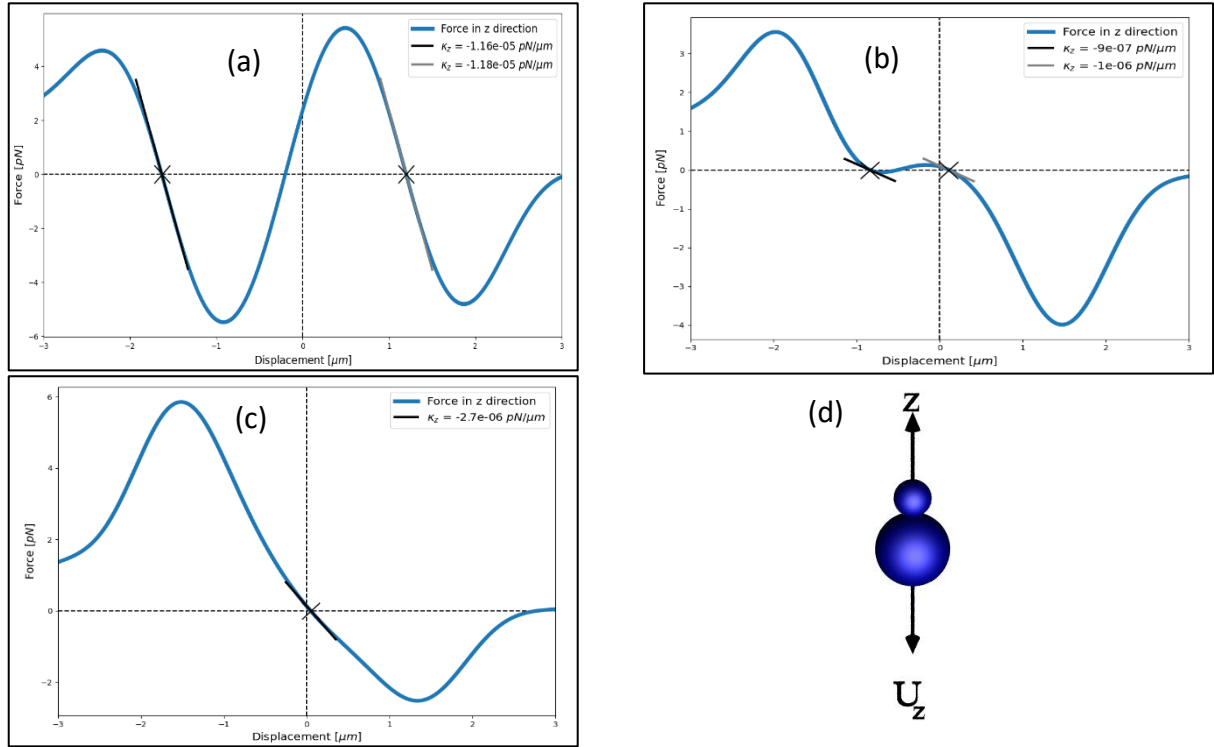 (a)
Force in z direction
κz = -1.16e-05 pN/μm
κz = -1.18e-05 pN/μm
Force [pN]
4
2
0
−2
−4
−6
−3
−2
−1
0
1
2
3
Displacement [μm]
(b)
Force in z direction
κz = -9e-07 pN/μm
κz = -1e-06 pN/μm
Force [pN]
3
2
1
0
−1
−2
−3
−4
−3
−2
−1
0
1
2
3
Displacement [μm]
(c)
Force in z direction
κz = -2.7e-06 pN/μm
Force [pN]
6
4
2
0
−2
−3
−2
−1
0
1
2
3
Displacement [μm]
(d)
Z
Uz